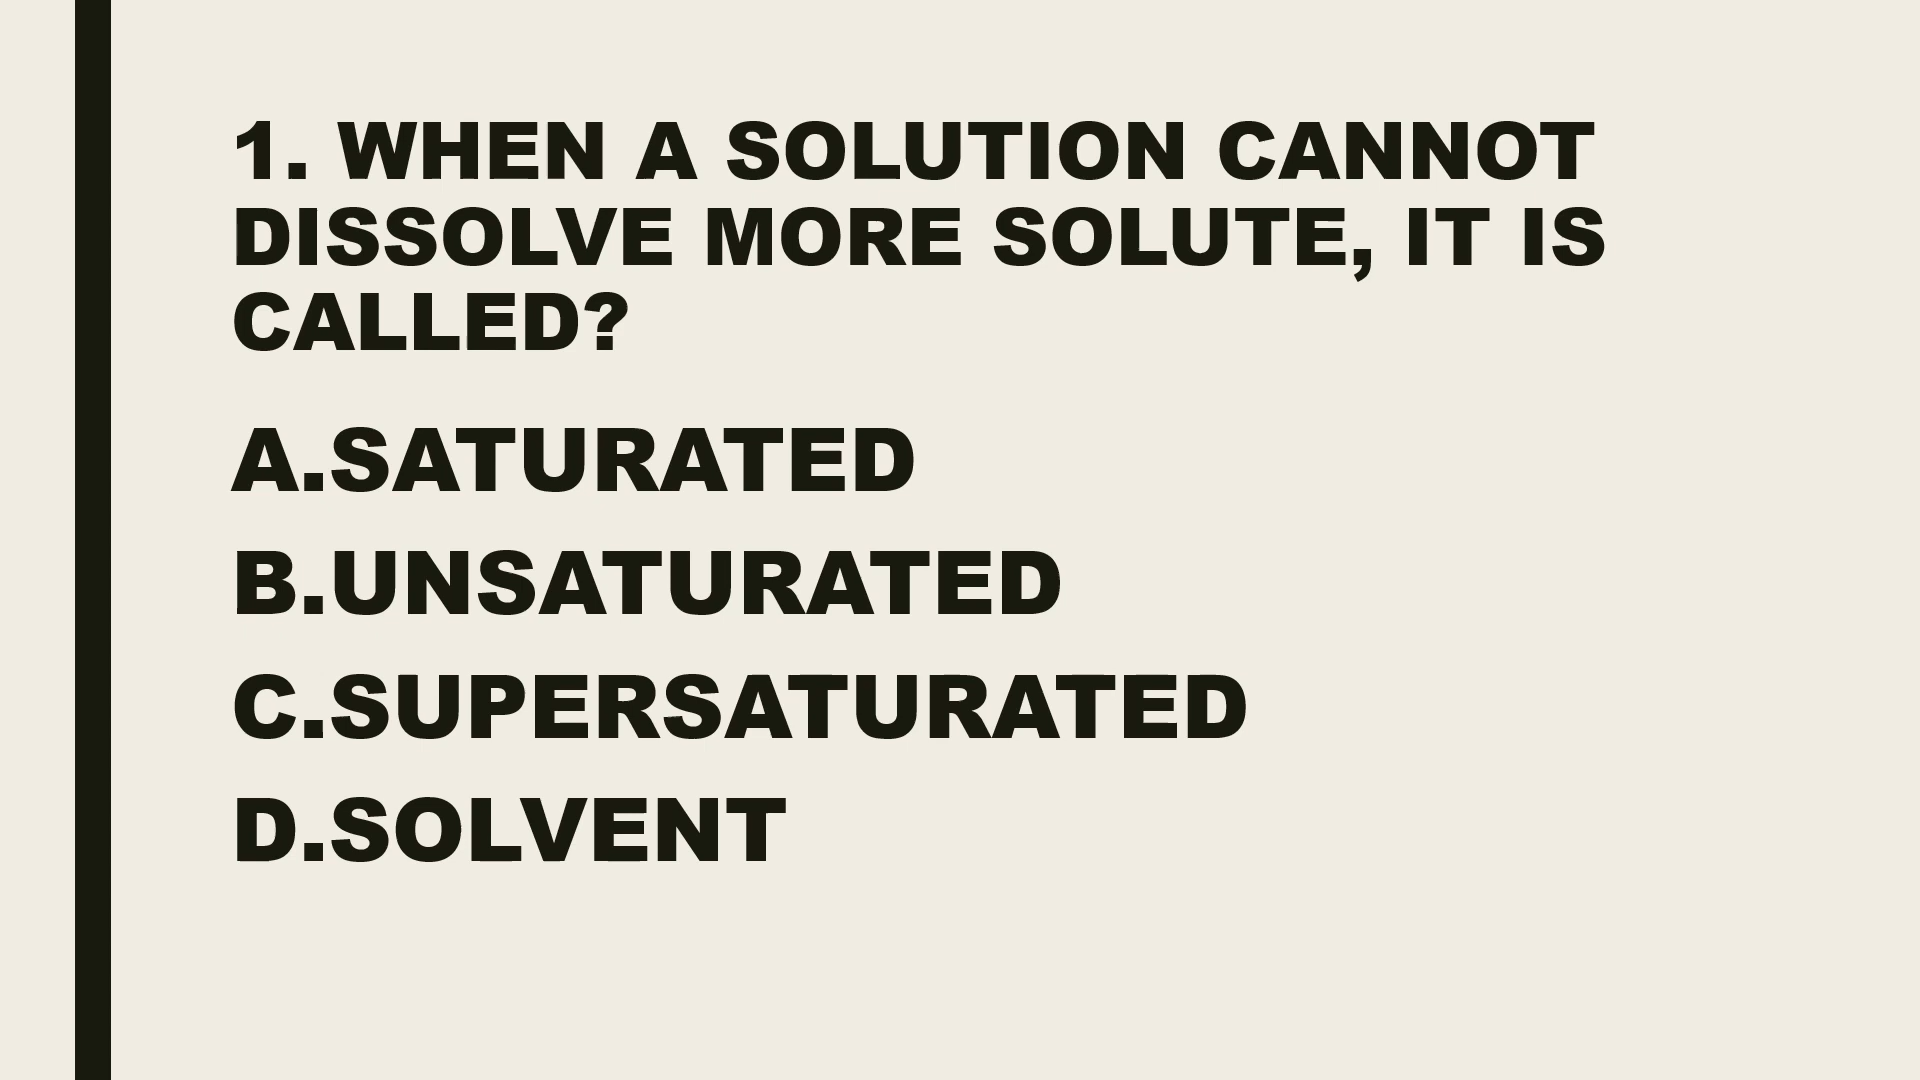 1. WHEN A SOLUTION CANNOT
DISSOLVE MORE SOLUTE, IT IS
CALLED?
A.SATURATED
B.UNSATURATED
C.SUPERSATURATED
D.SOLVENT